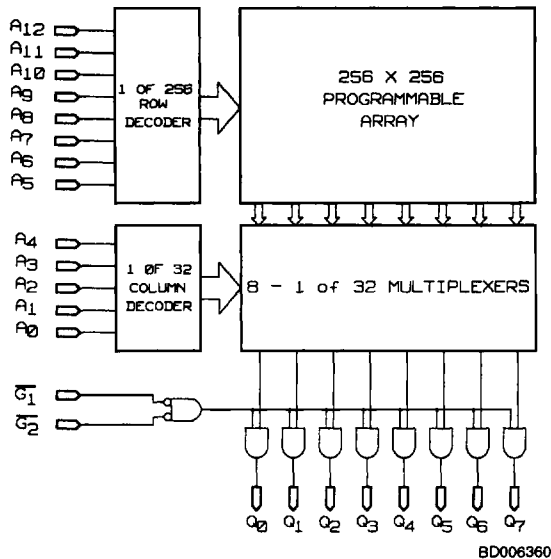 A12
A11
A10
A9
A8
A7
A6
A5
1 OF 256
ROW
DECODER
256 X 256
PROGRAMMABLE
ARRAY
A4
A3
A2
A1
A0
1 OF 32
COLUMN
DECODER
8 - 1 of 32 MULTIPLEXERS
G1
G2
Q0 Q1 Q2 Q3 Q4 Q5 Q6 Q7
BD006360